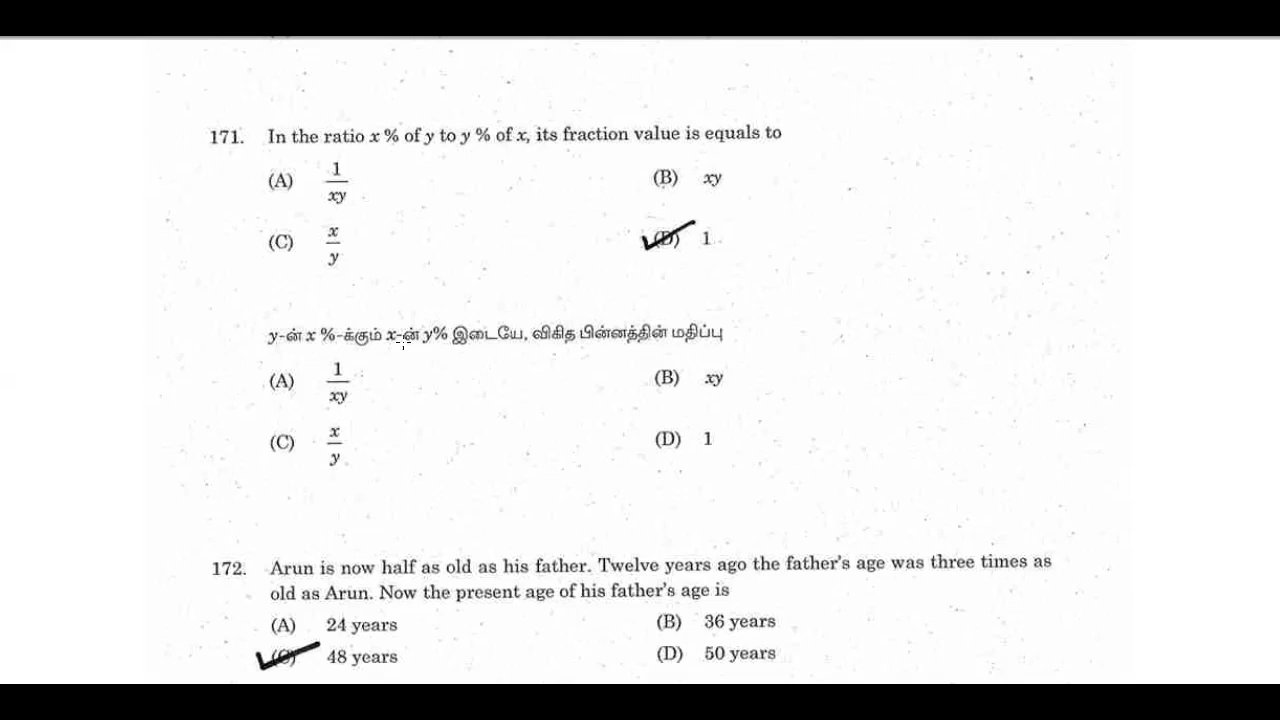 171. In the ratio x % of y to y % of x, its fraction value is equals to
(A) 1/xy (B) xy
(C) x/y (D) 1
y-ன் x %-க்கும் x-ன் y% இடையே, விகித பின்னத்தின் மதிப்பு
(A) 1/xy (B) xy
(C) x/y (D) 1
172. Arun is now half as old as his father. Twelve years ago the father's age was three times as
old as Arun. Now the present age of his father's age is
(A) 24 years (B) 36 years
(C) 48 years (D) 50 years